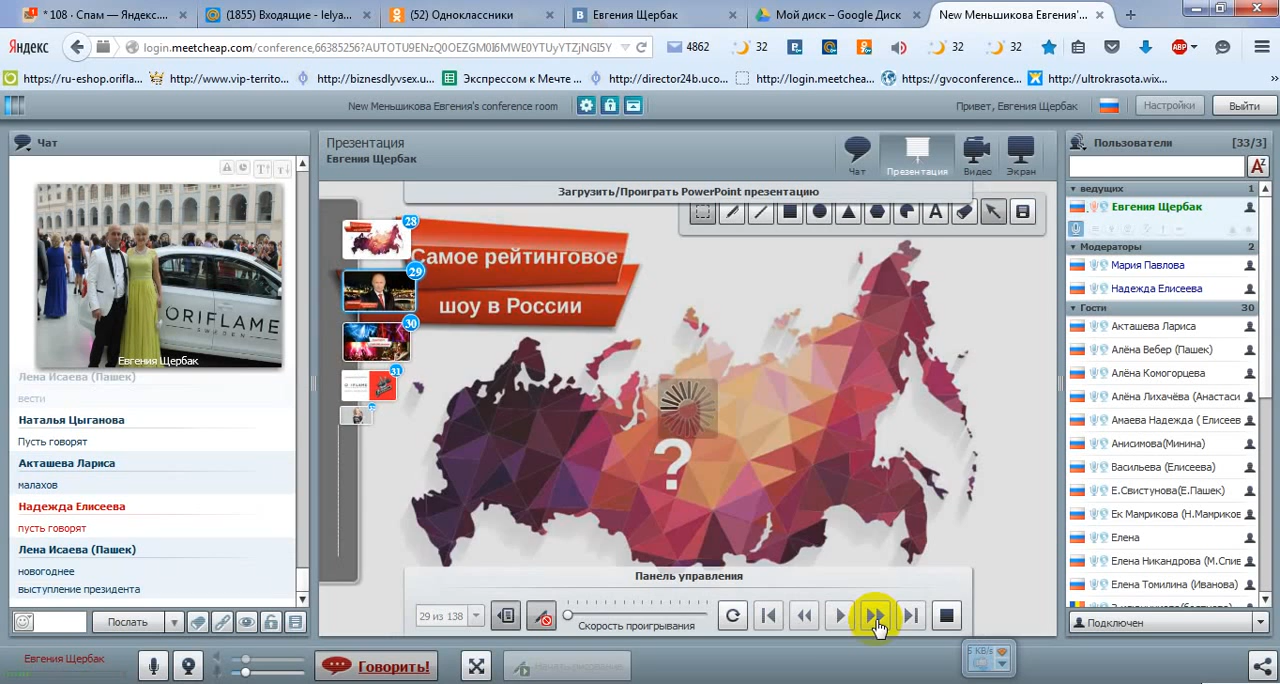 * 108 · Спам — Яндекс....
(1855) Входящие - lelya...
(52) Одноклассники
Евгения Щербак
Мой диск – Google Диск
New Меньшикова Евгения'...
Яндекс
login.meetcheap.com/conference,66385256?AUTOTU9ENzQ0OEZGM0I6MWE0YTUyYTZjNGI5Y
4862
32
32
32
ABP
https://ru-eshop.orifla...
http://www.vip-territo...
http://biznesdlyvsex.u...
Экспрессом к Мечте ...
http://director24b.co...
http://login.meetchea...
https://gvoconference...
http://ultrokrasota.wix...
New Меньшикова Евгения's conference room
Привет, Евгения Щербак
Настройки
Выйти
Чат
ORIFLAME
SWEDEN
Евгения Щербак
Лена Исаева (Пашек)
вести
Наталья Цыганова
Пусть говорят
Акташева Лариса
малахов
Надежда Елисеева
пусть говорят
Лена Исаева (Пашек)
новогоднее
выступление президента
Послать
Презентация
Евгения Щербак
Чат
Презентация
Видео
Экран
Загрузить/Проиграть PowerPoint презентацию
28
29
30
31
Самое рейтинговое
шоу в России
?
Панель управления
29 из 138
Скорость проигрывания
Пользователи
[33/3]
ведущих 1
Евгения Щербак
Модераторы 2
Мария Павлова
Надежда Елисеева
Гости 30
Акташева Лариса
Алёна Вебер (Пашек)
Алёна Комогорцева
Алёна Лихачёва (Анастаси
Амаева Надежда ( Елисеев
Анисимова(Минина)
Васильева (Елисеева)
Е.Свистунова(Е.Пашек)
Ек Мамрикова (Н.Мамриков
Елена
Елена Никандрова (М.Спив
Елена Томилина (Иванова)
Подключен
Евгения Щербак
Говорить!
Начать рисование
5 KB/s